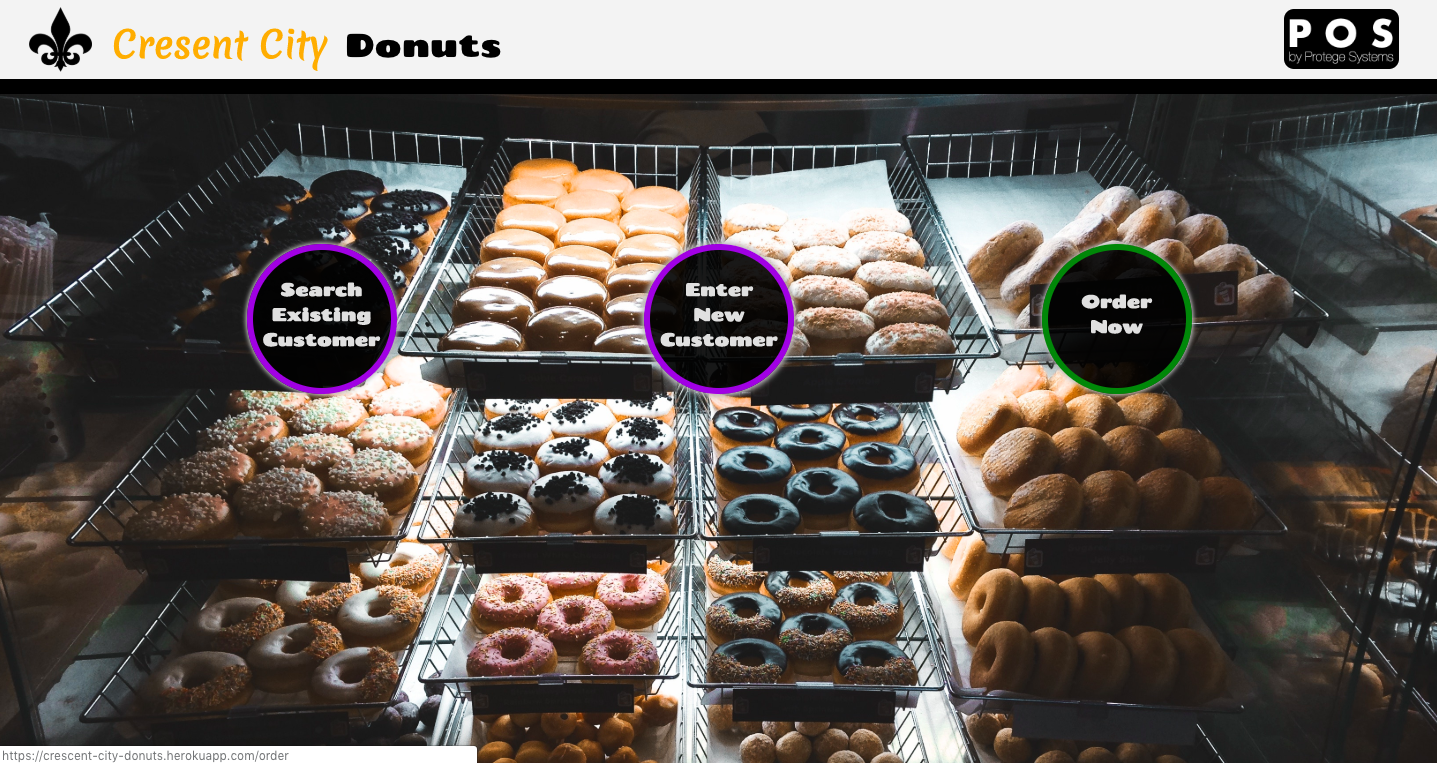 Cresent City Donuts
POS
by Protege Systems
Search
Existing
Customer
Enter
New
Customer
Order
Now
https://crescent-city-donuts.herokuapp.com/order